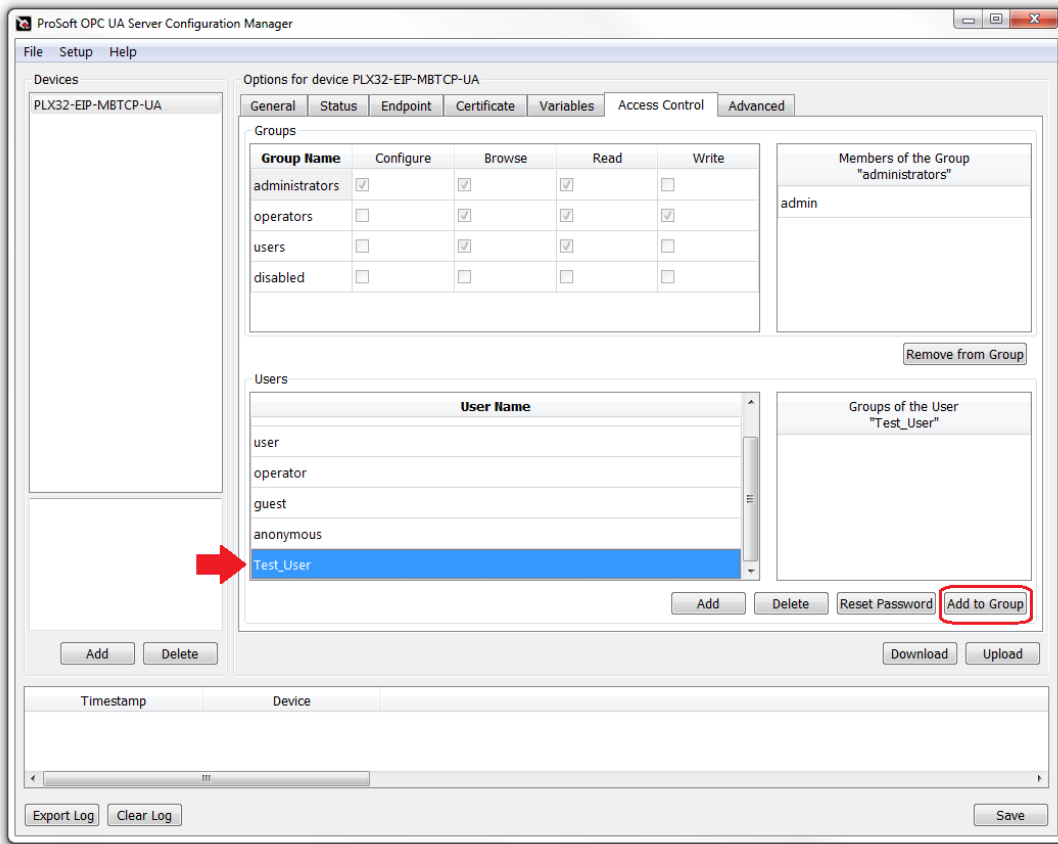 ProSoft OPC UA Server Configuration Manager
File Setup Help
Devices
PLX32-EIP-MBTCP-UA
Add Delete
Options for device PLX32-EIP-MBTCP-UA
General Status Endpoint Certificate Variables Access Control Advanced
Groups
Group Name Configure Browse Read Write
administrators
operators
users
disabled
Members of the Group
"administrators"
admin
Remove from Group
Users
User Name
user
operator
guest
anonymous
Test_User
Groups of the User
"Test_User"
Add Delete Reset Password Add to Group
Download Upload
Timestamp Device
Export Log Clear Log Save